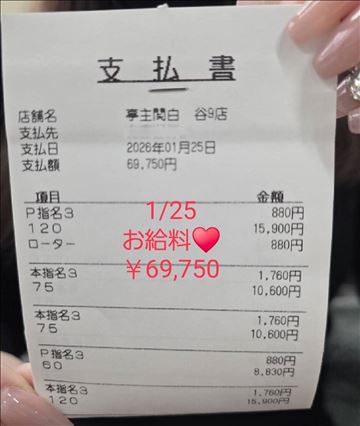 支払書
店舗名 亭主関白 谷9店
支払先
支払日 2026年01月25日
支払額 69,750円
項目 金額
P指名3 880円
120 15,900円
ローター 880円
1/25
お給料♥
￥69,750
本指名3 1,760円
75 10,600円
本指名3 1,760円
75 10,600円
P指名3 880円
60 8,830円
本指名3 1,760円
120 15,900円